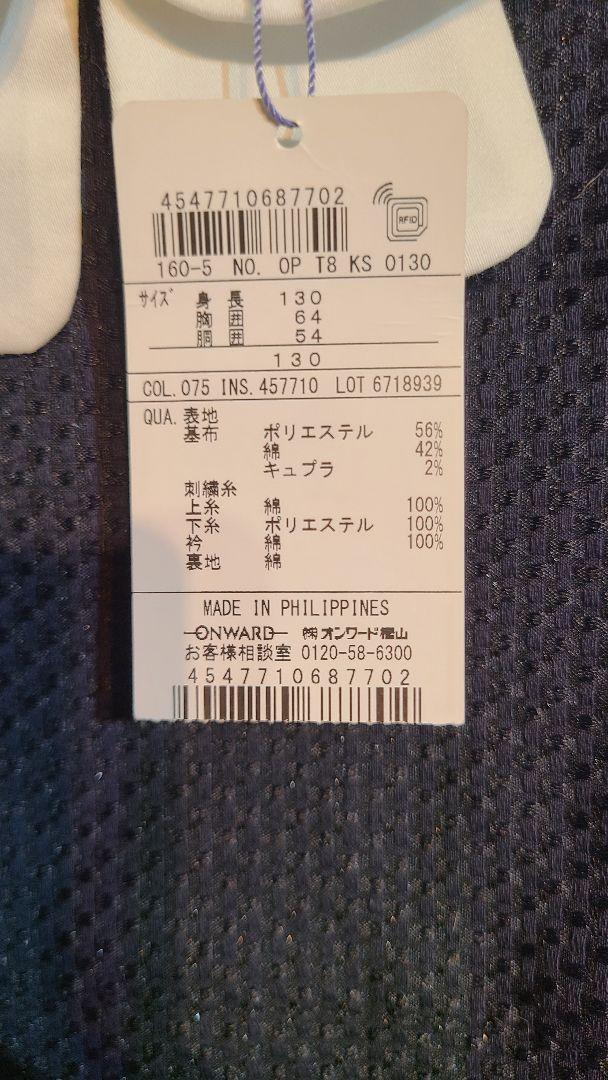 4547710687702
RFID
160-5 NO. OP T8 KS 0130
サイズ 身長 130
胸囲 64
胴囲 54
130
COL.075 INS.457710 LOT 6718939
QUA.表地
基布 ポリエステル 56%
綿 42%
キュプラ 2%
刺繍糸
上糸 綿 100%
下糸 ポリエステル 100%
衿 綿 100%
裏地 綿
MADE IN PHILIPPINES
ONWARD ㈱オンワード樫山
お客様相談室 0120-58-6300
4547710687702